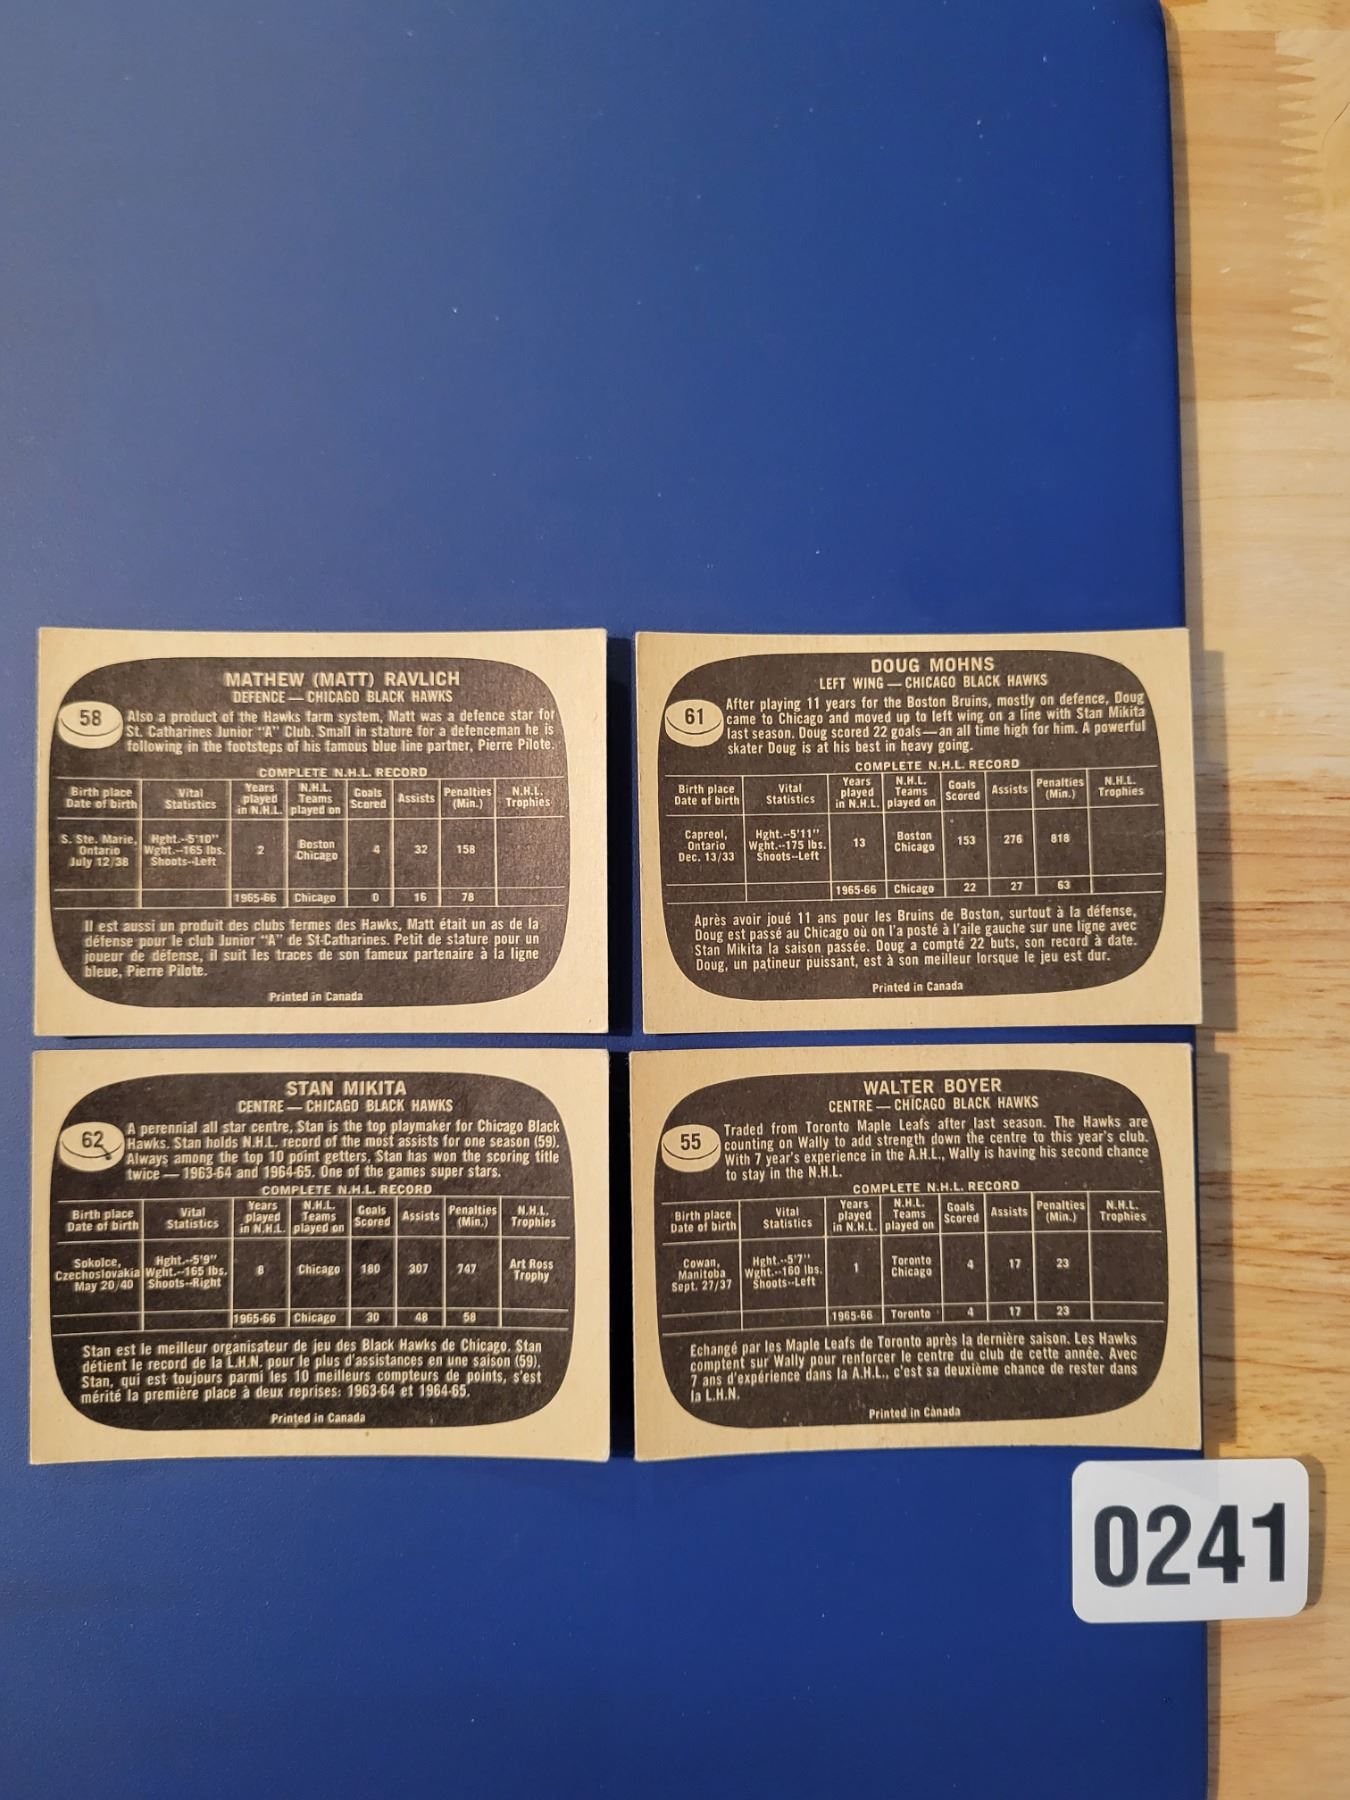 MATHEW (MATT) RAVLICH
DEFENCE — CHICAGO BLACK HAWKS
58
Also a product of the Hawks farm system, Matt was a defence star for
St. Catharines Junior "A" Club. Small in stature for a defenceman he is
following in the footsteps of his famous blue line partner, Pierre Pilote.
COMPLETE N.H.L. RECORD
Birth place Date of birth Vital Statistics Years played in N.H.L. N.H.L. Teams played on Goals Scored Assists Penalties (Min.) N.H.L. Trophies
S. Ste. Marie, Ontario July 12/38 Hght.--5'10" Wght.--165 lbs. Shoots--Left 2 Boston Chicago 4 32 158
1965-66 Chicago 0 16 78
Il est aussi un produit des clubs fermes des Hawks, Matt était un as de la
défense pour le club Junior "A" de St-Catharines. Petit de stature pour un
joueur de défense, il suit les traces de son fameux partenaire à la ligne
bleue, Pierre Pilote.
Printed in Canada
DOUG MOHNS
LEFT WING — CHICAGO BLACK HAWKS
61
After playing 11 years for the Boston Bruins, mostly on defence, Doug
came to Chicago and moved up to left wing on a line with Stan Mikita
last season. Doug scored 22 goals—an all time high for him. A powerful
skater Doug is at his best in heavy going.
COMPLETE N.H.L. RECORD
Birth place Date of birth Vital Statistics Years played in N.H.L. N.H.L. Teams played on Goals Scored Assists Penalties (Min.) N.H.L. Trophies
Capreol, Ontario Dec. 13/33 Hght.--5'11" Wght.--175 lbs. Shoots--Left 13 Boston Chicago 153 276 818
1965-66 Chicago 22 27 63
Après avoir joué 11 ans pour les Bruins de Boston, surtout à la défense,
Doug est passé au Chicago où on l'a posté à l'aile gauche sur une ligne avec
Stan Mikita la saison passée. Doug a compté 22 buts, son record à date.
Doug, un patineur puissant, est à son meilleur lorsque le jeu est dur.
Printed in Canada
STAN MIKITA
CENTRE — CHICAGO BLACK HAWKS
62
A perennial all star centre, Stan is the top playmaker for Chicago Black
Hawks. Stan holds N.H.L. record of the most assists for one season (59).
Always among the top 10 point getters, Stan has won the scoring title
twice — 1963-64 and 1964-65. One of the games super stars.
COMPLETE N.H.L. RECORD
Birth place Date of birth Vital Statistics Years played in N.H.L. N.H.L. Teams played on Goals Scored Assists Penalties (Min.) N.H.L. Trophies
Sokolce, Czechoslovakia May 20/40 Hght.--5'9" Wght.--165 lbs. Shoots--Right 8 Chicago 180 307 747 Art Ross Trophy
1965-66 Chicago 30 48 58
Stan est le meilleur organisateur de jeu des Black Hawks de Chicago. Stan
détient le record de la L.H.N. pour le plus d'assistances en une saison (59).
Stan, qui est toujours parmi les 10 meilleurs compteurs de points, s'est
mérité la première place à deux reprises: 1963-64 et 1964-65.
Printed in Canada
WALTER BOYER
CENTRE — CHICAGO BLACK HAWKS
55
Traded from Toronto Maple Leafs after last season. The Hawks are
counting on Wally to add strength down the centre to this year's club.
With 7 year's experience in the A.H.L., Wally is having his second chance
to stay in the N.H.L.
COMPLETE N.H.L. RECORD
Birth place Date of birth Vital Statistics Years played in N.H.L. N.H.L. Teams played on Goals Scored Assists Penalties (Min.) N.H.L. Trophies
Cowan, Manitoba Sept. 27/37 Hght.--5'7" Wght.--160 lbs. Shoots--Left 1 Toronto Chicago 4 17 23
1965-66 Toronto 4 17 23
Echangé par les Maple Leafs de Toronto après la dernière saison. Les Hawks
comptent sur Wally pour renforcer le centre du club de cette année. Avec
7 ans d'expérience dans la A.H.L., c'est sa deuxième chance de rester dans
la L.H.N.
Printed in Canada
0241